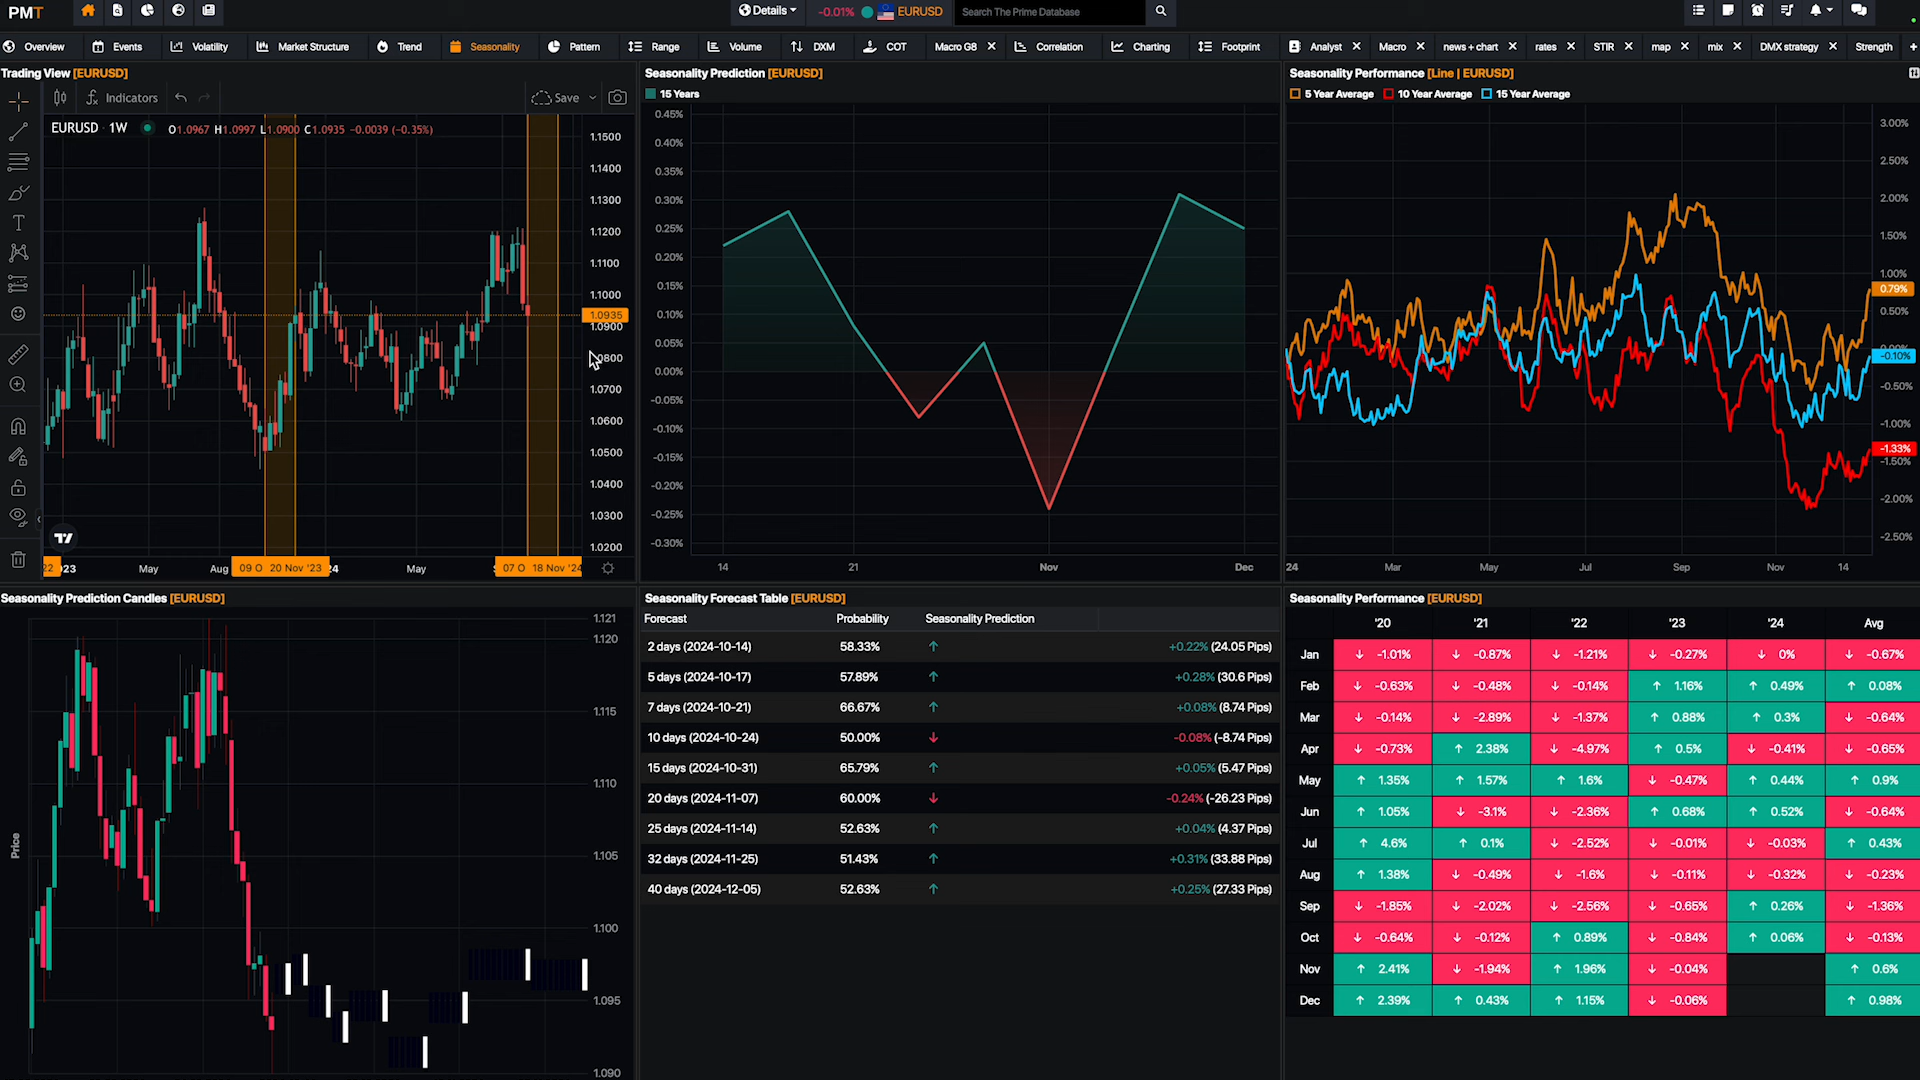 PMT
Details
-0.01% EURUSD
Search The Prime Database
Overview Events Volatility Market Structure Trend Seasonality Pattern Range Volume DXM COT Macro G8 Correlation Charting Footprint Analyst Macro news + chart rates STIR map mix DMX strategy Strength
Trading View [EURUSD]
Indicators Save
EURUSD 1W O1.0967 H1.0997 L1.0900 C1.0935 -0.0039 (-0.35%)
1.1500
1.1400
1.1300
1.1200
1.1100
1.1000
1.0935
1.0900
1.0700
1.0600
1.0500
1.0400
1.0300
1.0200
May Aug 09 O 20 Nov '23 24 May 07 O 18 Nov '24
Seasonality Prediction [EURUSD]
15 Years
0.45%
0.40%
0.35%
0.30%
0.25%
0.20%
0.15%
0.10%
0.05%
0.00%
-0.05%
-0.10%
-0.15%
-0.20%
-0.25%
-0.30%
14 21 Nov Dec
Seasonality Performance [Line | EURUSD]
5 Year Average 10 Year Average 15 Year Average
3.00%
2.50%
2.00%
1.50%
1.00%
0.79%
0.50%
-0.10%
-0.50%
-1.00%
-1.33%
-1.50%
-2.00%
-2.50%
24 Mar May Jul Sep Nov 14
Seasonality Prediction Candles [EURUSD]
Price
1.121
1.120
1.115
1.110
1.105
1.100
1.095
1.090
Seasonality Forecast Table [EURUSD]
Forecast Probability Seasonality Prediction
2 days (2024-10-14) 58.33% ↑ +0.22% (24.05 Pips)
5 days (2024-10-17) 57.89% ↑ +0.28% (30.6 Pips)
7 days (2024-10-21) 66.67% ↑ +0.08% (8.74 Pips)
10 days (2024-10-24) 50.00% ↓ -0.08% (-8.74 Pips)
15 days (2024-10-31) 65.79% ↑ +0.05% (5.47 Pips)
20 days (2024-11-07) 60.00% ↓ -0.24% (-26.23 Pips)
25 days (2024-11-14) 52.63% ↑ +0.04% (4.37 Pips)
32 days (2024-11-25) 51.43% ↑ +0.31% (33.88 Pips)
40 days (2024-12-05) 52.63% ↑ +0.25% (27.33 Pips)
Seasonality Performance [EURUSD]
'20 '21 '22 '23 '24 Avg
Jan ↓ -1.01% ↓ -0.87% ↓ -1.21% ↓ -0.27% ↓ 0% ↓ -0.67%
Feb ↓ -0.63% ↓ -0.48% ↓ -0.14% ↑ 1.16% ↑ 0.49% ↑ 0.08%
Mar ↓ -0.14% ↓ -2.89% ↓ -1.37% ↑ 0.88% ↑ 0.3% ↓ -0.64%
Apr ↓ -0.73% ↑ 2.38% ↓ -4.97% ↑ 0.5% ↓ -0.41% ↓ -0.65%
May ↑ 1.35% ↑ 1.57% ↑ 1.6% ↓ -0.47% ↑ 0.44% ↑ 0.9%
Jun ↑ 1.05% ↓ -3.1% ↓ -2.36% ↑ 0.68% ↑ 0.52% ↓ -0.64%
Jul ↑ 4.6% ↑ 0.1% ↓ -2.52% ↓ -0.01% ↓ -0.03% ↑ 0.43%
Aug ↑ 1.38% ↓ -0.49% ↓ -1.6% ↓ -0.11% ↓ -0.32% ↓ -0.23%
Sep ↓ -1.85% ↓ -2.02% ↓ -2.56% ↓ -0.65% ↑ 0.26% ↓ -1.36%
Oct ↓ -0.64% ↓ -0.12% ↑ 0.89% ↓ -0.84% ↑ 0.06% ↓ -0.13%
Nov ↑ 2.41% ↓ -1.94% ↑ 1.96% ↓ -0.04% ↑ 0.6%
Dec ↑ 2.39% ↑ 0.43% ↑ 1.15% ↓ -0.06% ↑ 0.98%